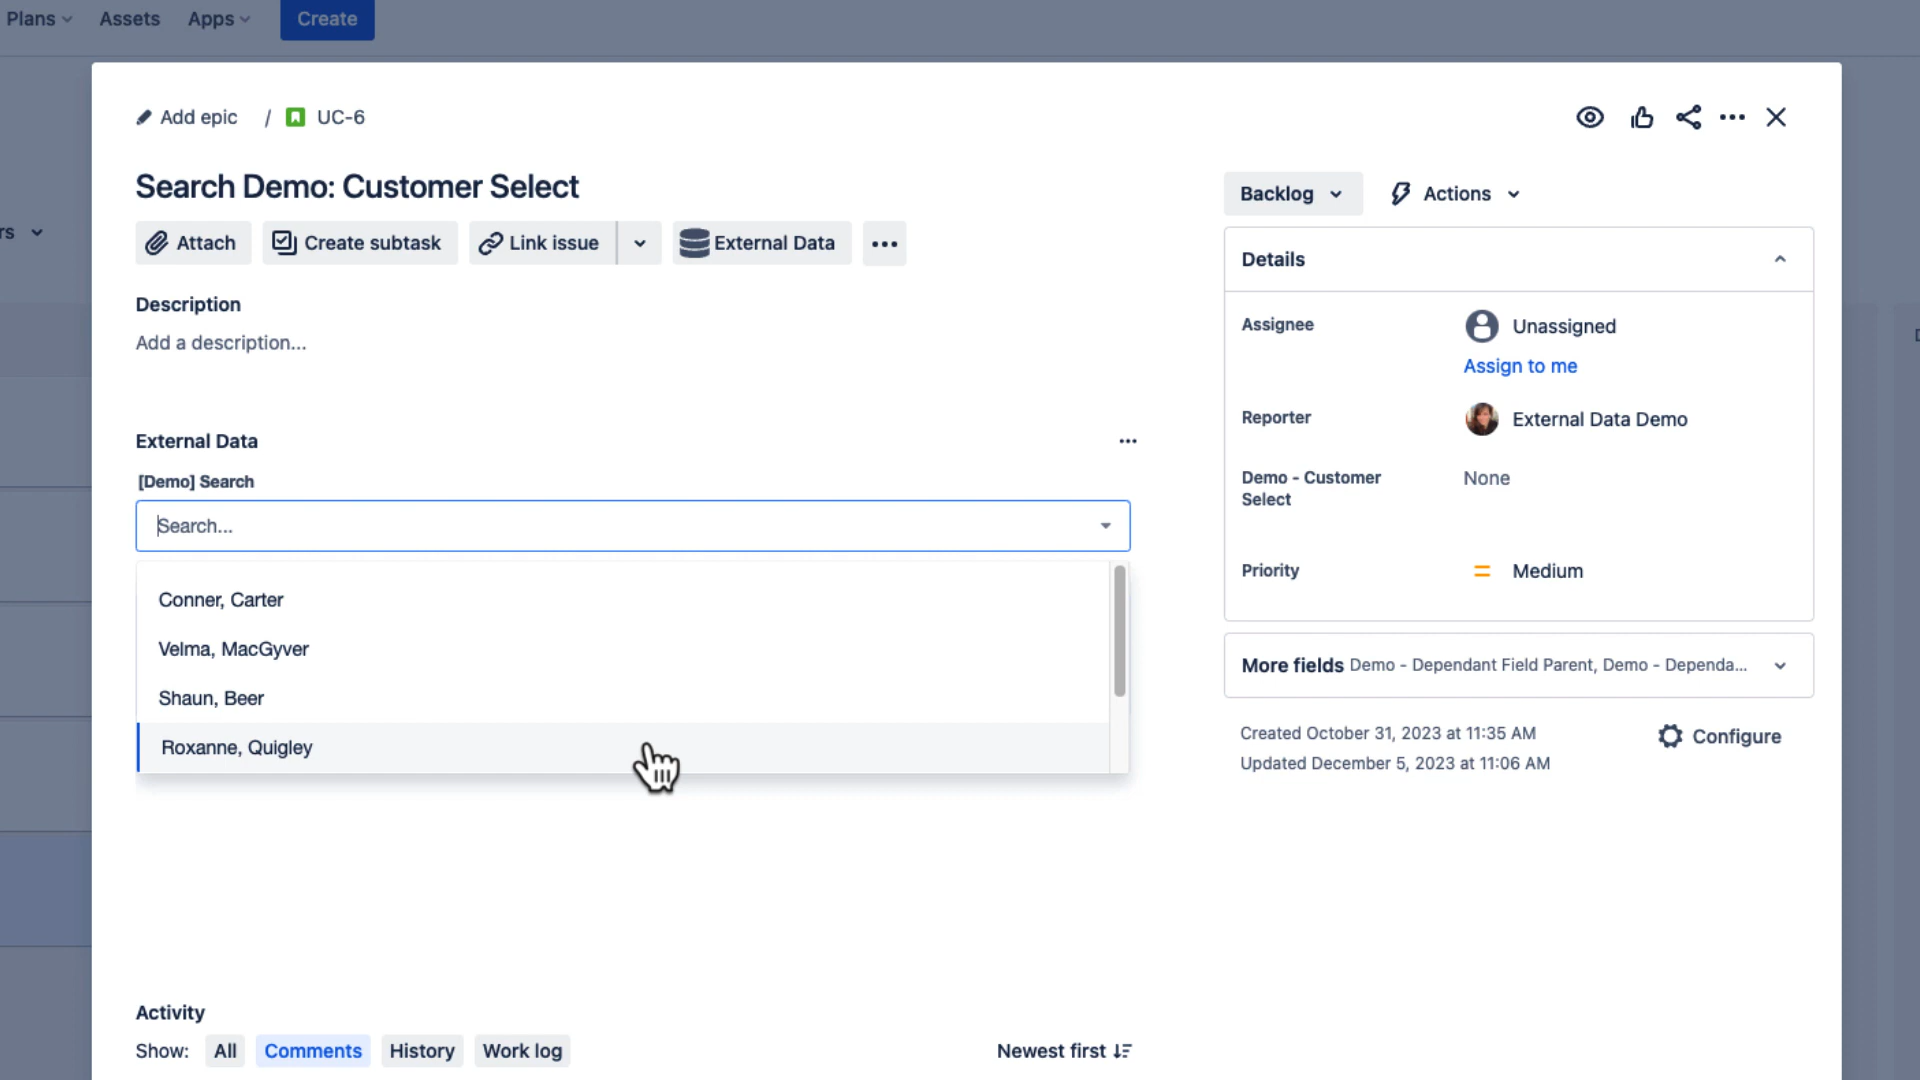 Plans Assets Apps Create
Add epic / UC-6
Search Demo: Customer Select
Attach Create subtask Link issue External Data
Description
Add a description...
External Data
[Demo] Search
Search...
Conner, Carter
Velma, MacGyver
Shaun, Beer
Roxanne, Quigley
Activity
Show: All Comments History Work log Newest first
rs
Backlog Actions
Details
Assignee Unassigned
Assign to me
Reporter External Data Demo
Demo - Customer None
Select
Priority Medium
More fields Demo - Dependant Field Parent, Demo - Dependa...
Created October 31, 2023 at 11:35 AM Configure
Updated December 5, 2023 at 11:06 AM